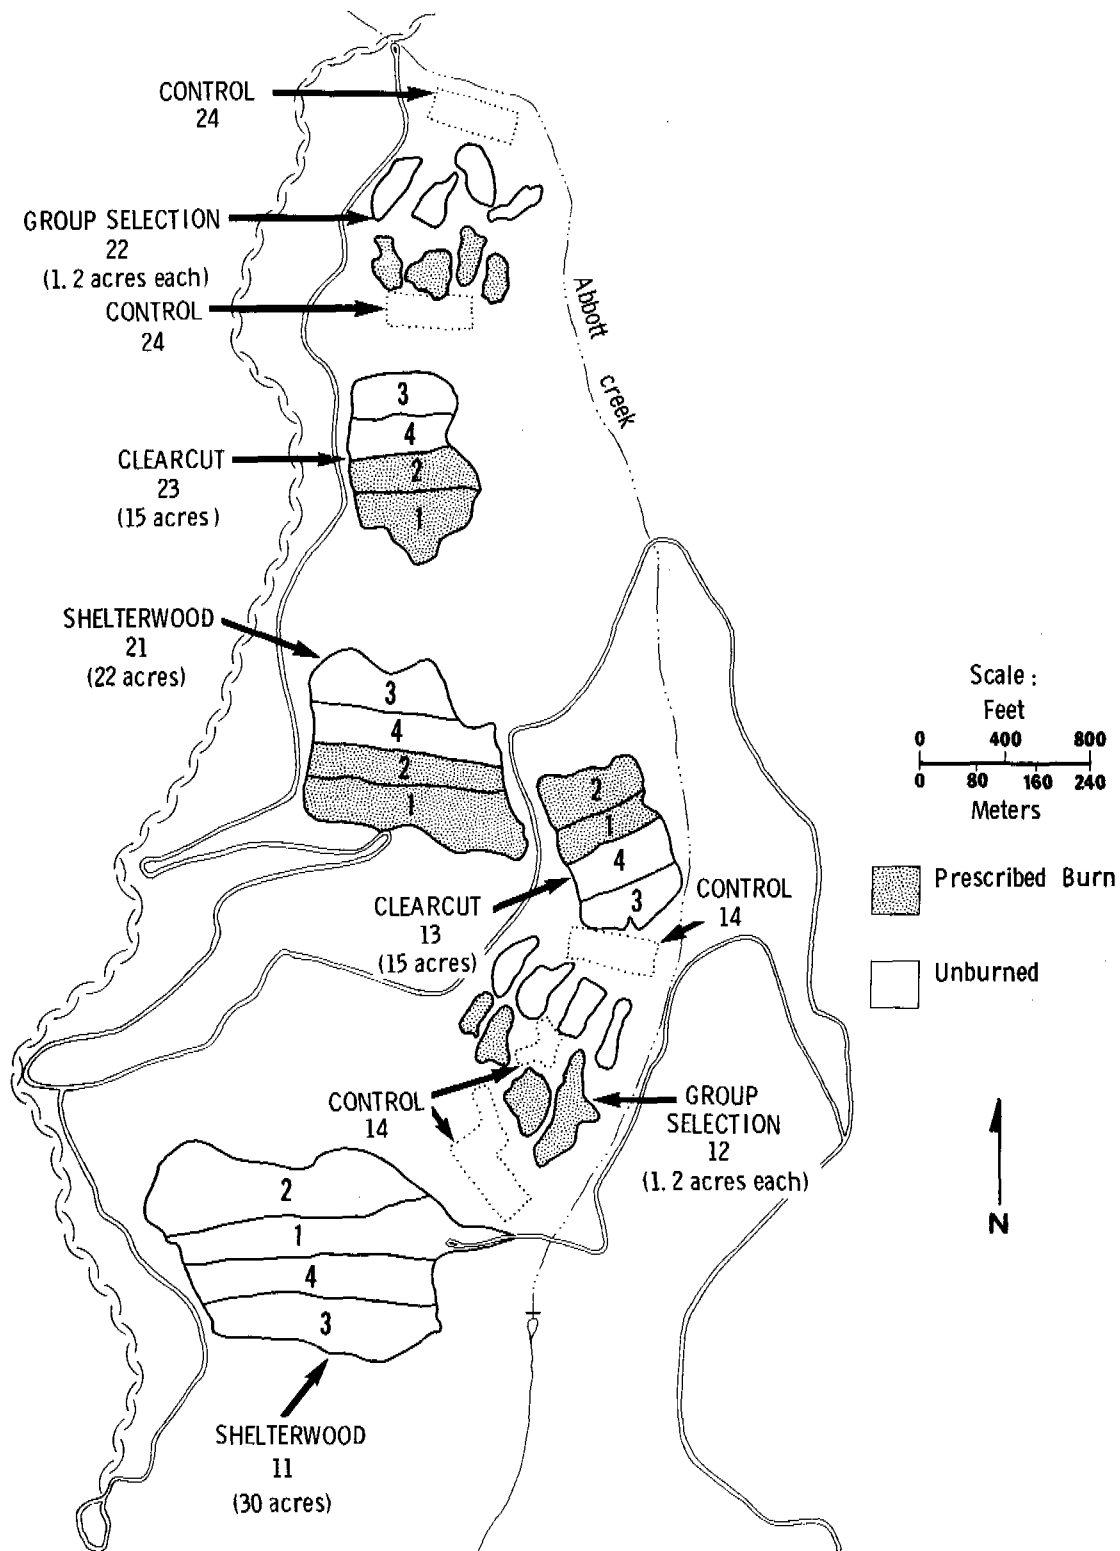 CONTROL
24
GROUP SELECTION
22
(1.2 acres each)
CONTROL
24
Abbott creek
3
4
2
1
CLEARCUT
23
(15 acres)
SHELTERWOOD
21
(22 acres)
3
4
2
1
Scale :
Feet
0 400 800
0 80 160 240
Meters
2
1
4
3
Prescribed Burn
CONTROL
14
CLEARCUT
13
(15 acres)
Unburned
CONTROL
14
GROUP
SELECTION
12
(1.2 acres each)
N
2
1
4
3
SHELTERWOOD
11
(30 acres)